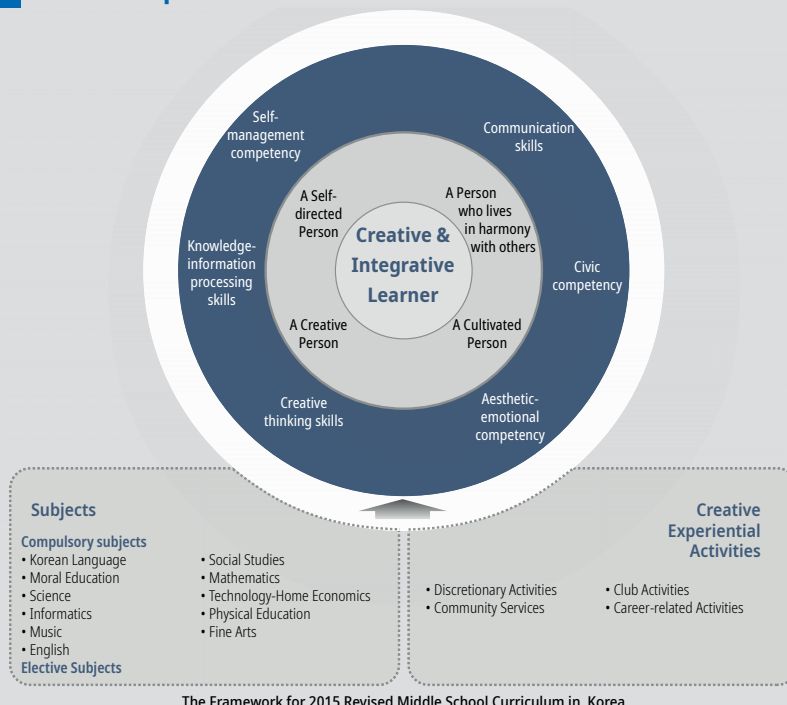 Self-
management
competency
Communication
skills
A Self-
directed
Person
A Person
who lives
in harmony
with others
Creative &
Integrative
Learner
Knowledge-
information
processing
skills
Civic
competency
A Creative
Person
A Cultivated
Person
Creative
thinking skills
Aesthetic-
emotional
competency
Subjects
Compulsory subjects
• Korean Language
• Moral Education
• Science
• Informatics
• Music
• English
Elective Subjects
• Social Studies
• Mathematics
• Technology-Home Economics
• Physical Education
• Fine Arts
Creative
Experiential
Activities
• Discretionary Activities
• Community Services
• Club Activities
• Career-related Activities
The Framework for 2015 Revised Middle School Curriculum in Korea